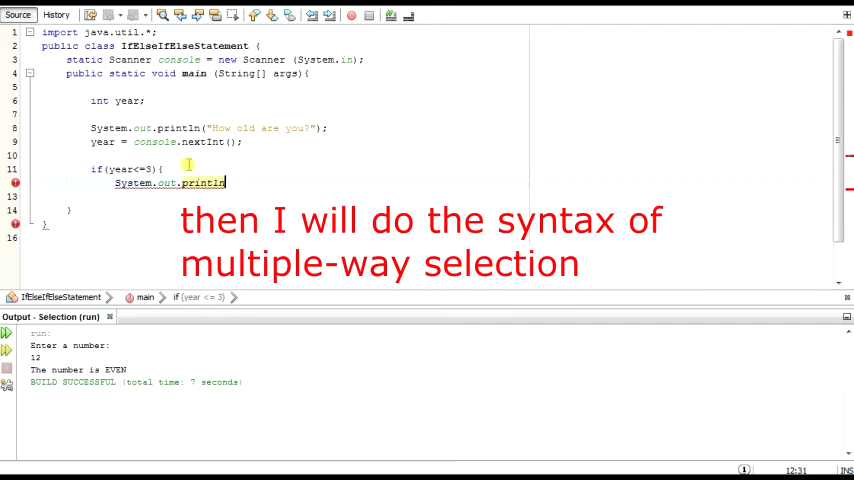 Source History
1 import java.util.*;
2 public class IfElseIfElseStatement {
3 static Scanner console = new Scanner (System.in);
4 public static void main (String[] args){
5
6 int year;
7
8 System.out.println("How old are you?");
9 year = console.nextInt();
10
11 if(year<=3){
System.out.println
13
14 }
}
16
then I will do the syntax of
multiple-way selection
IfElseIfElseStatement main if (year <= 3)
Output - Selection (run)
run:
Enter a number:
12
The number is EVEN
BUILD SUCCESSFUL (total time: 7 seconds)
1 12:31 INS